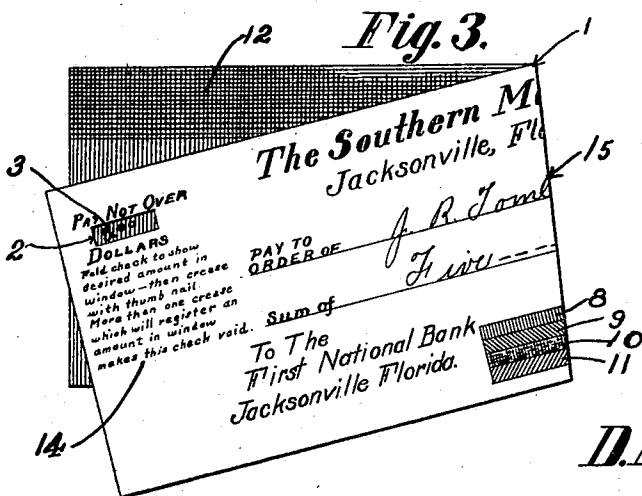 Fig. 3.
12
1
The Southern M
Jacksonville, Fl
15
3
PAY NOT OVER
2
DOLLARS
Fold check to show
desired amount in
window-then crease
with thumb nail.
More than one crease
which will register an
amount in window
makes this check void.
PAY TO
ORDER OF
J. R. Tom
Five----
Sum of
To The
First National Bank
Jacksonville Florida.
8
9
10
11
14
D.